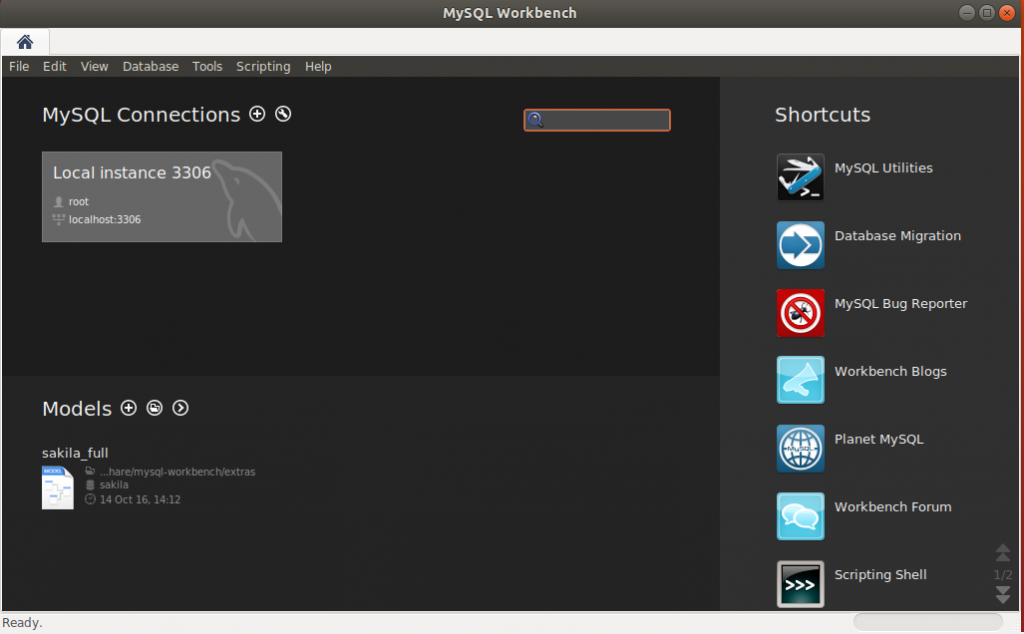 MySQL Workbench
File Edit View Database Tools Scripting Help
MySQL Connections
Local instance 3306
root
localhost:3306
Models
sakila_full
MODEL
...hare/mysql-workbench/extras
sakila
14 Oct 16, 14:12
Shortcuts
MySQL Utilities
Database Migration
MySQL Bug Reporter
Workbench Blogs
MySQL
Planet MySQL
Workbench Forum
>>>
Scripting Shell
1/2
Ready.